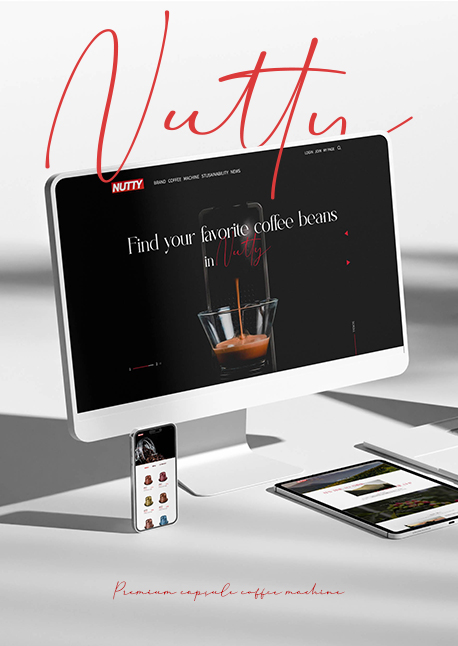 Nutty
LOGIN JOIN MY PAGE
NUTTY BRAND COFFEE MACHINE STUSAINABILITY NEWS
Find your favorite coffee beans
in Nutty
Premium capsule coffee machine